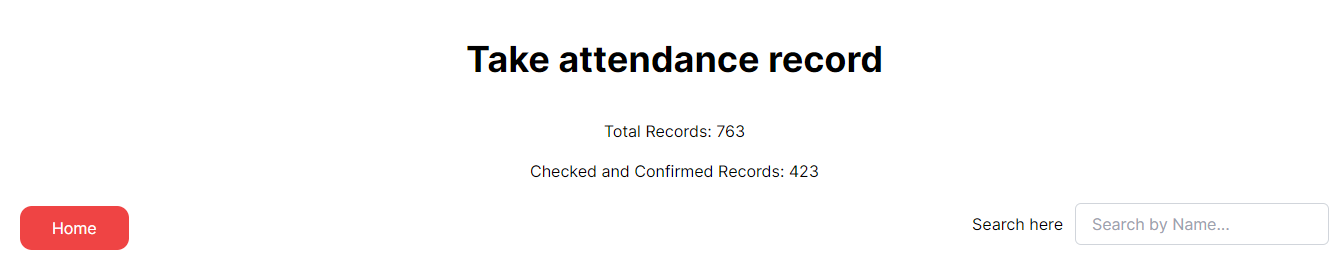 Take attendance record
Total Records: 763
Checked and Confirmed Records: 423
Home
Search here
Search by Name...